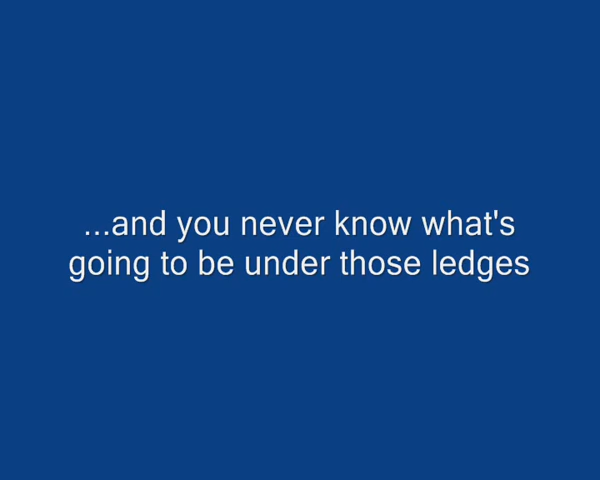 ...and you never know what's
going to be under those ledges